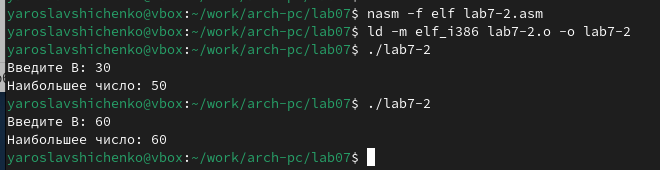 yaroslavshichenko@vbox:~/work/arch-pc/lab07$ nasm -f elf lab7-2.asm
yaroslavshichenko@vbox:~/work/arch-pc/lab07$ ld -m elf_i386 lab7-2.o -o lab7-2
yaroslavshichenko@vbox:~/work/arch-pc/lab07$ ./lab7-2
Введите В: 30
Наибольшее число: 50
yaroslavshichenko@vbox:~/work/arch-pc/lab07$ ./lab7-2
Введите В: 60
Наибольшее число: 60
yaroslavshichenko@vbox:~/work/arch-pc/lab07$